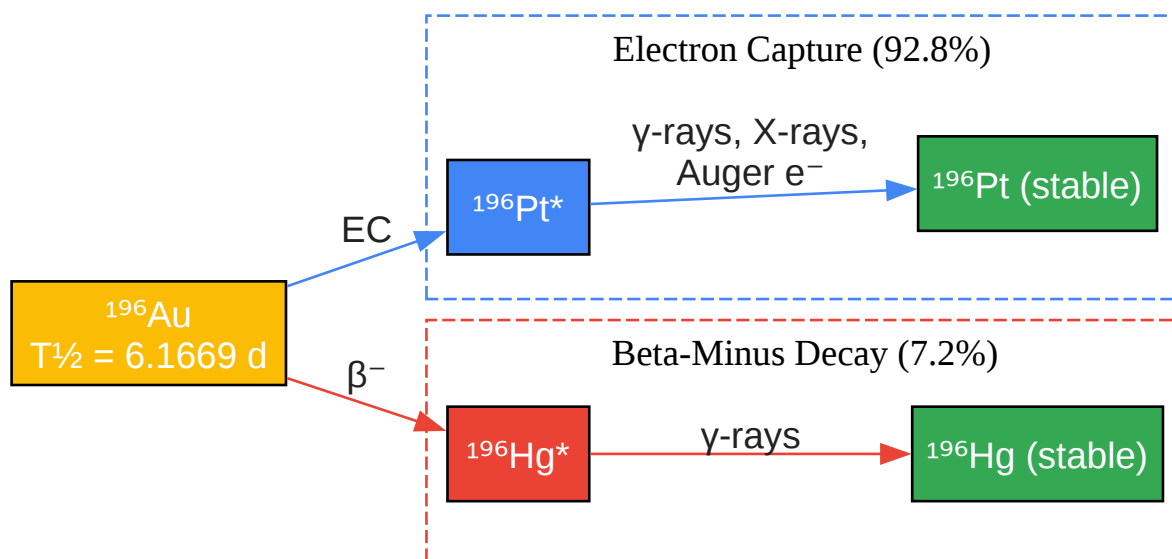 Electron Capture (92.8%)
γ-rays, X-rays,
Auger e⁻
¹⁹⁶Pt*
¹⁹⁶Pt (stable)
EC
¹⁹⁶Au
T½ = 6.1669 d
β⁻
Beta-Minus Decay (7.2%)
γ-rays
¹⁹⁶Hg*
¹⁹⁶Hg (stable)